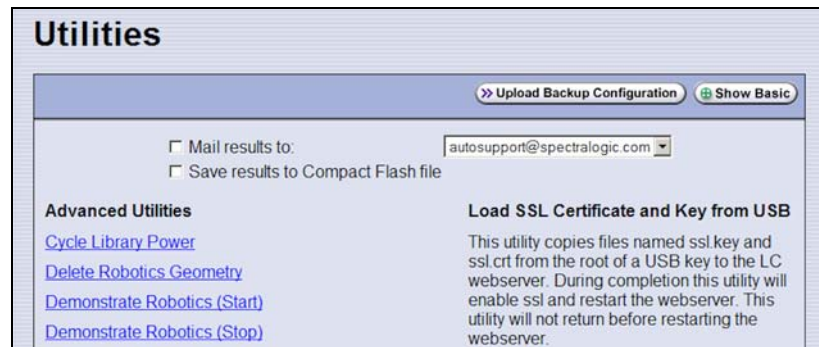 Utilities
Upload Backup Configuration
Show Basic
Mail results to:
autosupport@spectralogic.com
Save results to Compact Flash file
Advanced Utilities
Cycle Library Power
Delete Robotics Geometry
Demonstrate Robotics (Start)
Demonstrate Robotics (Stop)
Load SSL Certificate and Key from USB
This utility copies files named ssl.key and
ssl.crt from the root of a USB key to the LC
webserver. During completion this utility will
enable ssl and restart the webserver. This
utility will not return before restarting the
webserver.